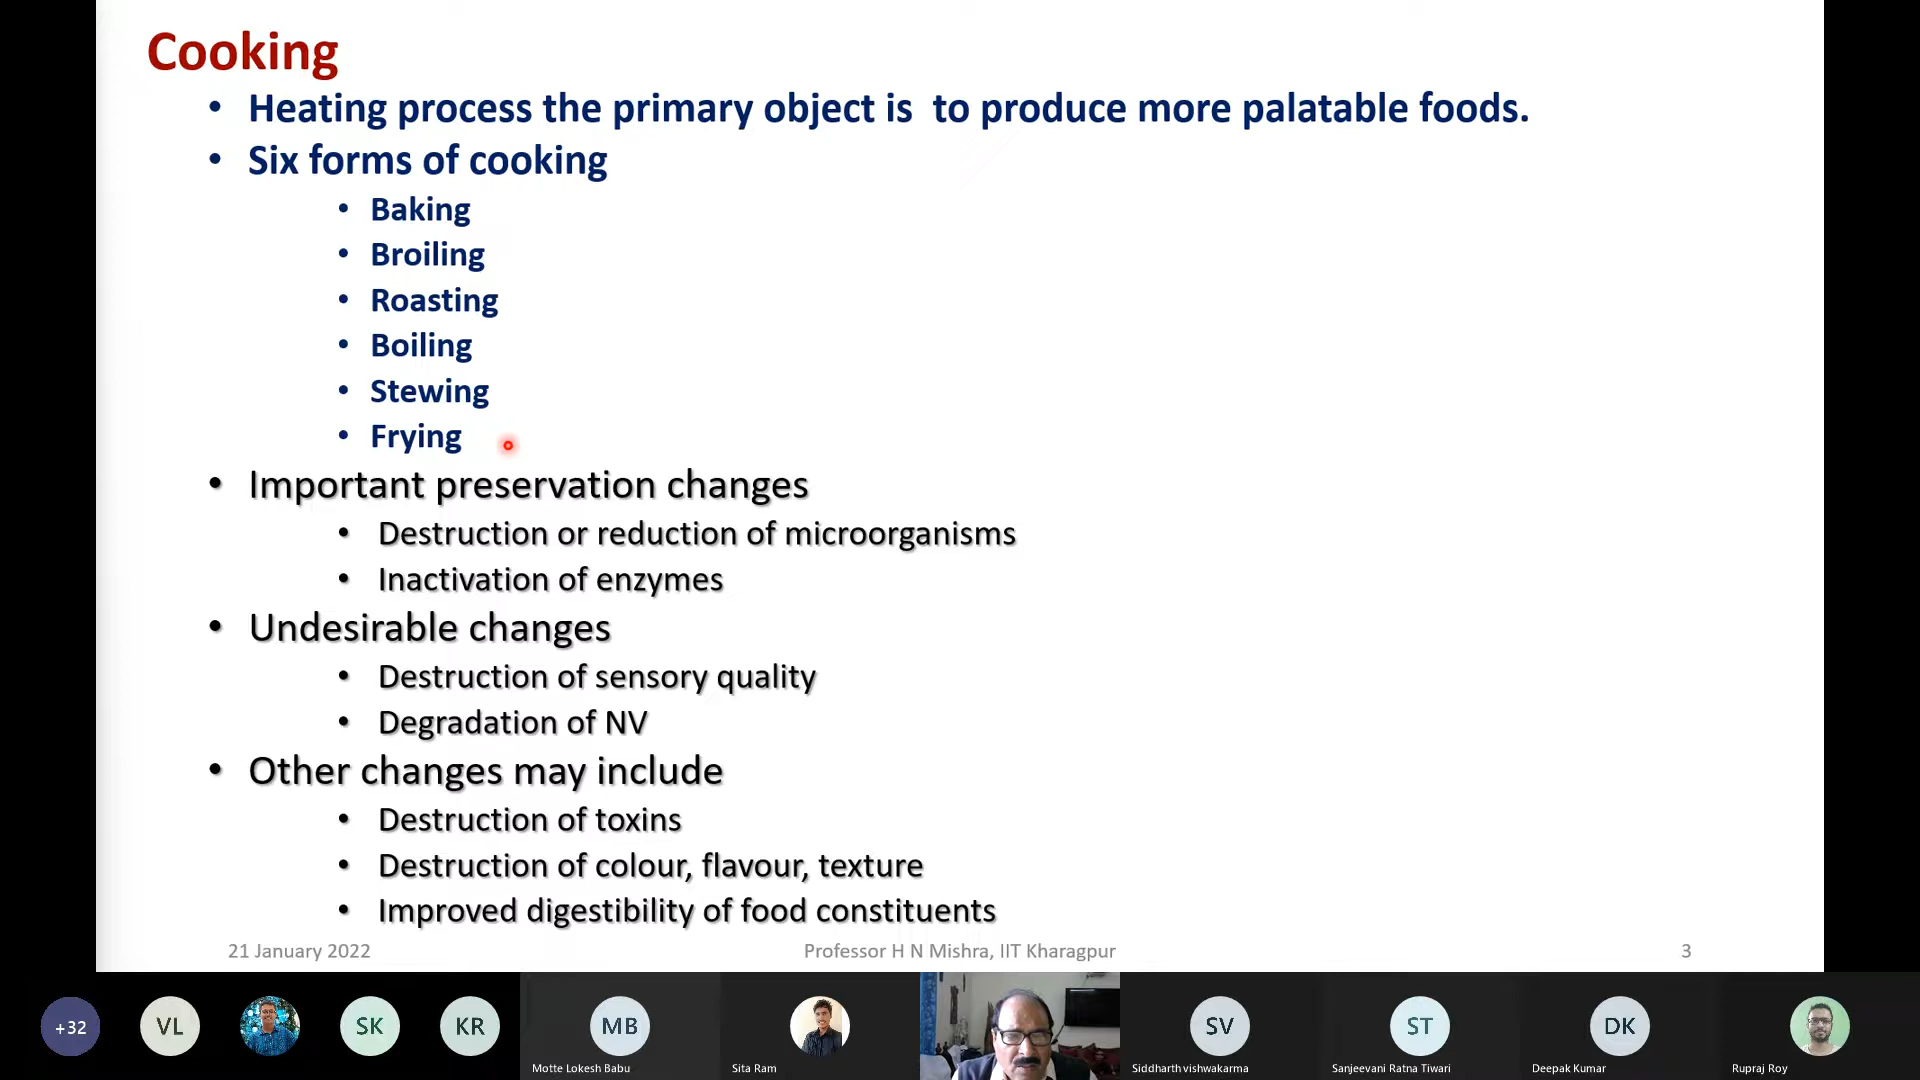 Cooking
• Heating process the primary object is  to produce more palatable foods.
• Six forms of cooking
• Baking
• Broiling
• Roasting
• Boiling
• Stewing
• Frying
• Important preservation changes
• Destruction or reduction of microorganisms
• Inactivation of enzymes
• Undesirable changes
• Destruction of sensory quality
• Degradation of NV
• Other changes may include
• Destruction of toxins
• Destruction of colour, flavour, texture
• Improved digestibility of food constituents
21 January 2022 Professor H N Mishra, IIT Kharagpur 3
+32 VL SK KR MB SV ST DK
Motte Lokesh Babu Sita Ram Siddharth vishwakarma Sanjeevani Ratna Tiwari Deepak Kumar Rupraj Roy